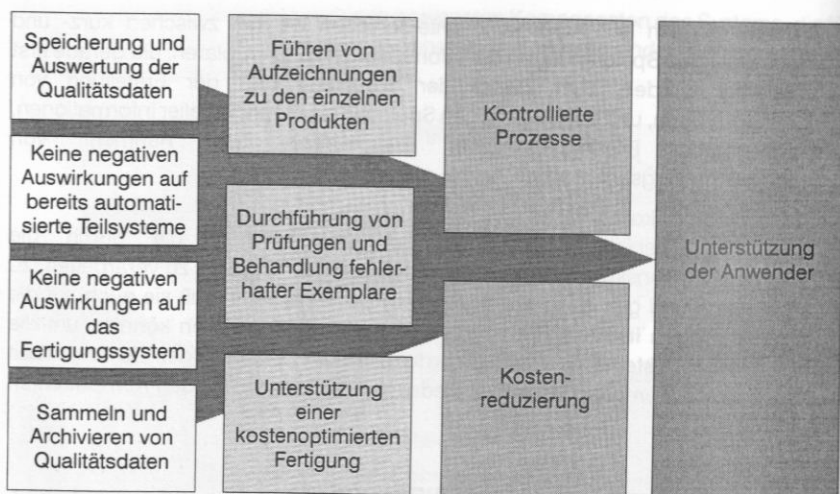 Speicherung und
Auswertung der
Qualitätsdaten
Keine negativen
Auswirkungen auf
bereits automati-
sierte Teilsysteme
Keine negativen
Auswirkungen auf
das
Fertigungssystem
Sammeln und
Archivieren von
Qualitätsdaten
Führen von
Aufzeichnungen
zu den einzelnen
Produkten
Durchführung von
Prüfungen und
Behandlung fehler-
hafter Exemplare
Unterstützung
einer
kostenoptimierten
Fertigung
Kontrollierte
Prozesse
Kosten-
reduzierung
Unterstützung
der Anwender